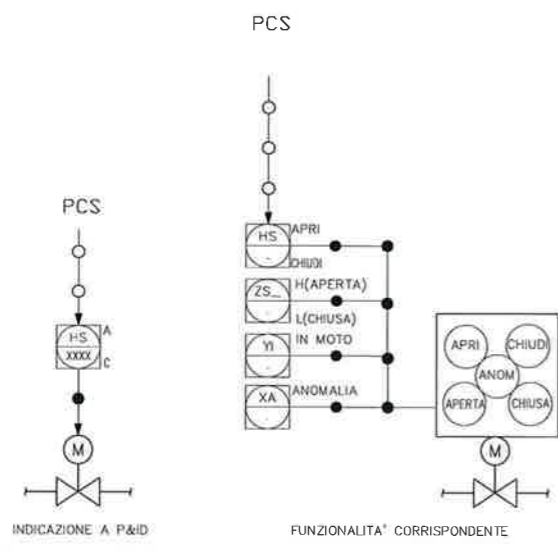 PCS
PCS
HS
XXXX
A
C
M
INDICAZIONE A P&ID
HS
APRI
CHIUDI
ZS_
H(APERTA)
L(CHIUSA)
YI
IN MOTO
XA
ANOMALIA
APRI
CHIUDI
ANOM
APERTA
CHIUSA
M
FUNZIONALITA' CORRISPONDENTE